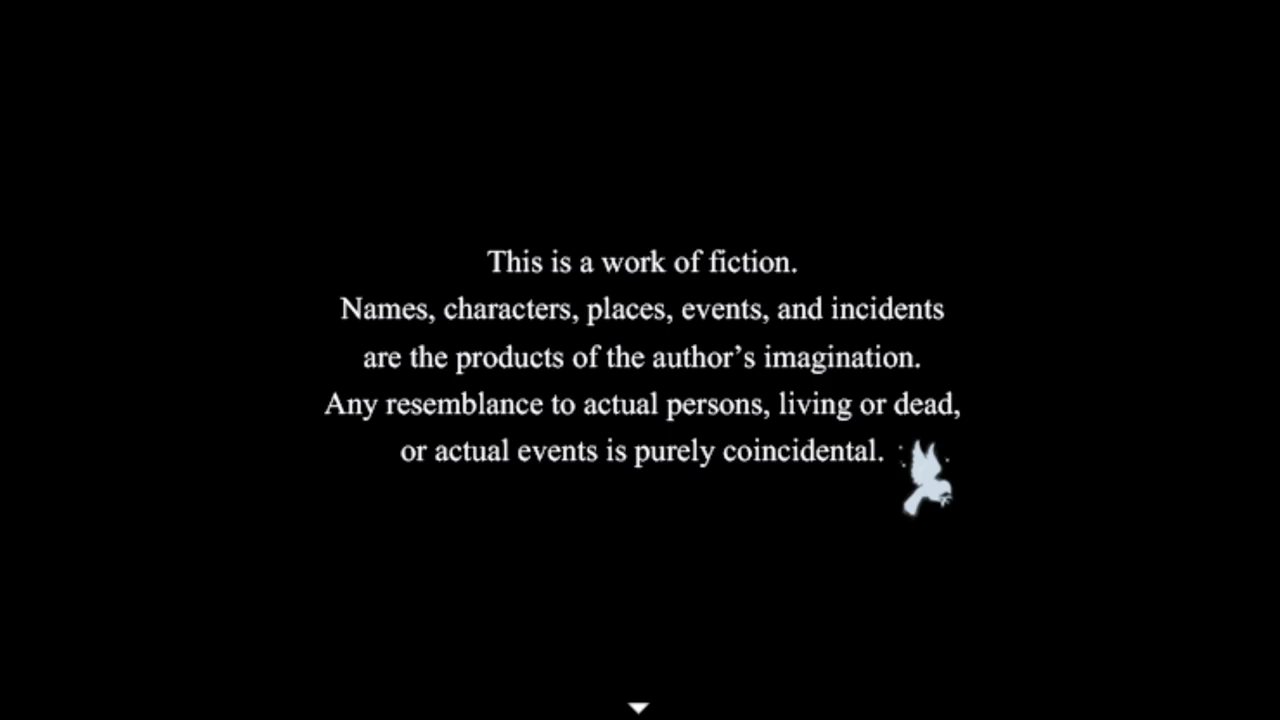 This is a work of fiction.
Names, characters, places, events, and incidents
are the products of the author’s imagination.
Any resemblance to actual persons, living or dead,
or actual events is purely coincidental.